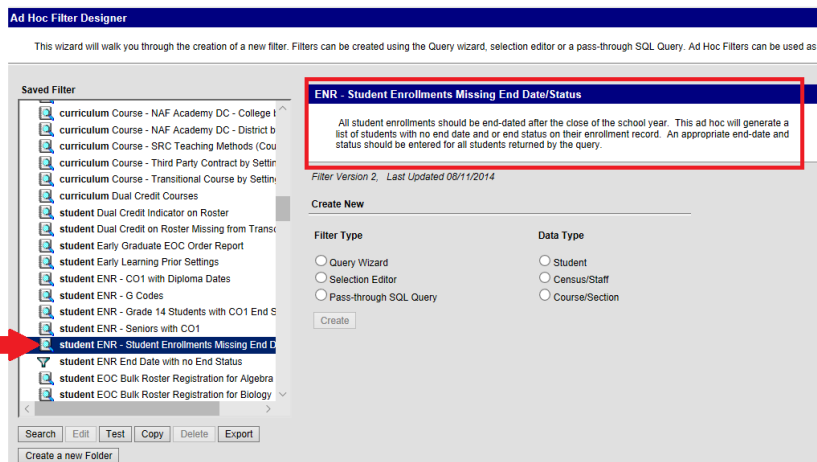 Ad Hoc Filter Designer
This wizard will walk you through the creation of a new filter. Filters can be created using the Query wizard, selection editor or a pass-through SQL Query. Ad Hoc Filters can be used as
Saved Filter
curriculum Course - NAF Academy DC - College
curriculum Course - NAF Academy DC - District b
curriculum Course - SRC Teaching Methods (Cou
curriculum Course - Third Party Contract by Settin
curriculum Course - Transitional Course by Setting
curriculum Dual Credit Courses
student Dual Credit Indicator on Roster
student Dual Credit on Roster Missing from Transc
student Early Graduate EOC Order Report
student Early Learning Prior Settings
student ENR - CO1 with Diploma Dates
student ENR - G Codes
student ENR - Grade 14 Students with CO1 End S
student ENR - Seniors with CO1
student ENR - Student Enrollments Missing End D
student ENR End Date with no End Status
student EOC Bulk Roster Registration for Algebra
student EOC Bulk Roster Registration for Biology
Search Edit Test Copy Delete Export
Create a new Folder
ENR - Student Enrollments Missing End Date/Status
All student enrollments should be end-dated after the close of the school year. This ad hoc will generate a
list of students with no end date and or end status on their enrollment record. An appropriate end-date and
status should be entered for all students returned by the query.
Filter Version 2, Last Updated 08/11/2014
Create New
Filter Type
Query Wizard
Selection Editor
Pass-through SQL Query
Create
Data Type
Student
Census/Staff
Course/Section